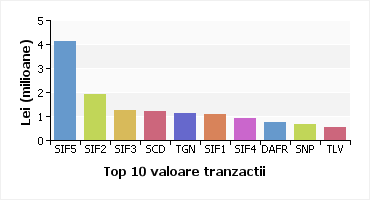 Lei (milioane)
5
4
3
2
1
0
SIF5 SIF2 SIF3 SCD TGN SIF1 SIF4 DAFR SNP TLV
Top 10 valoare tranzactii